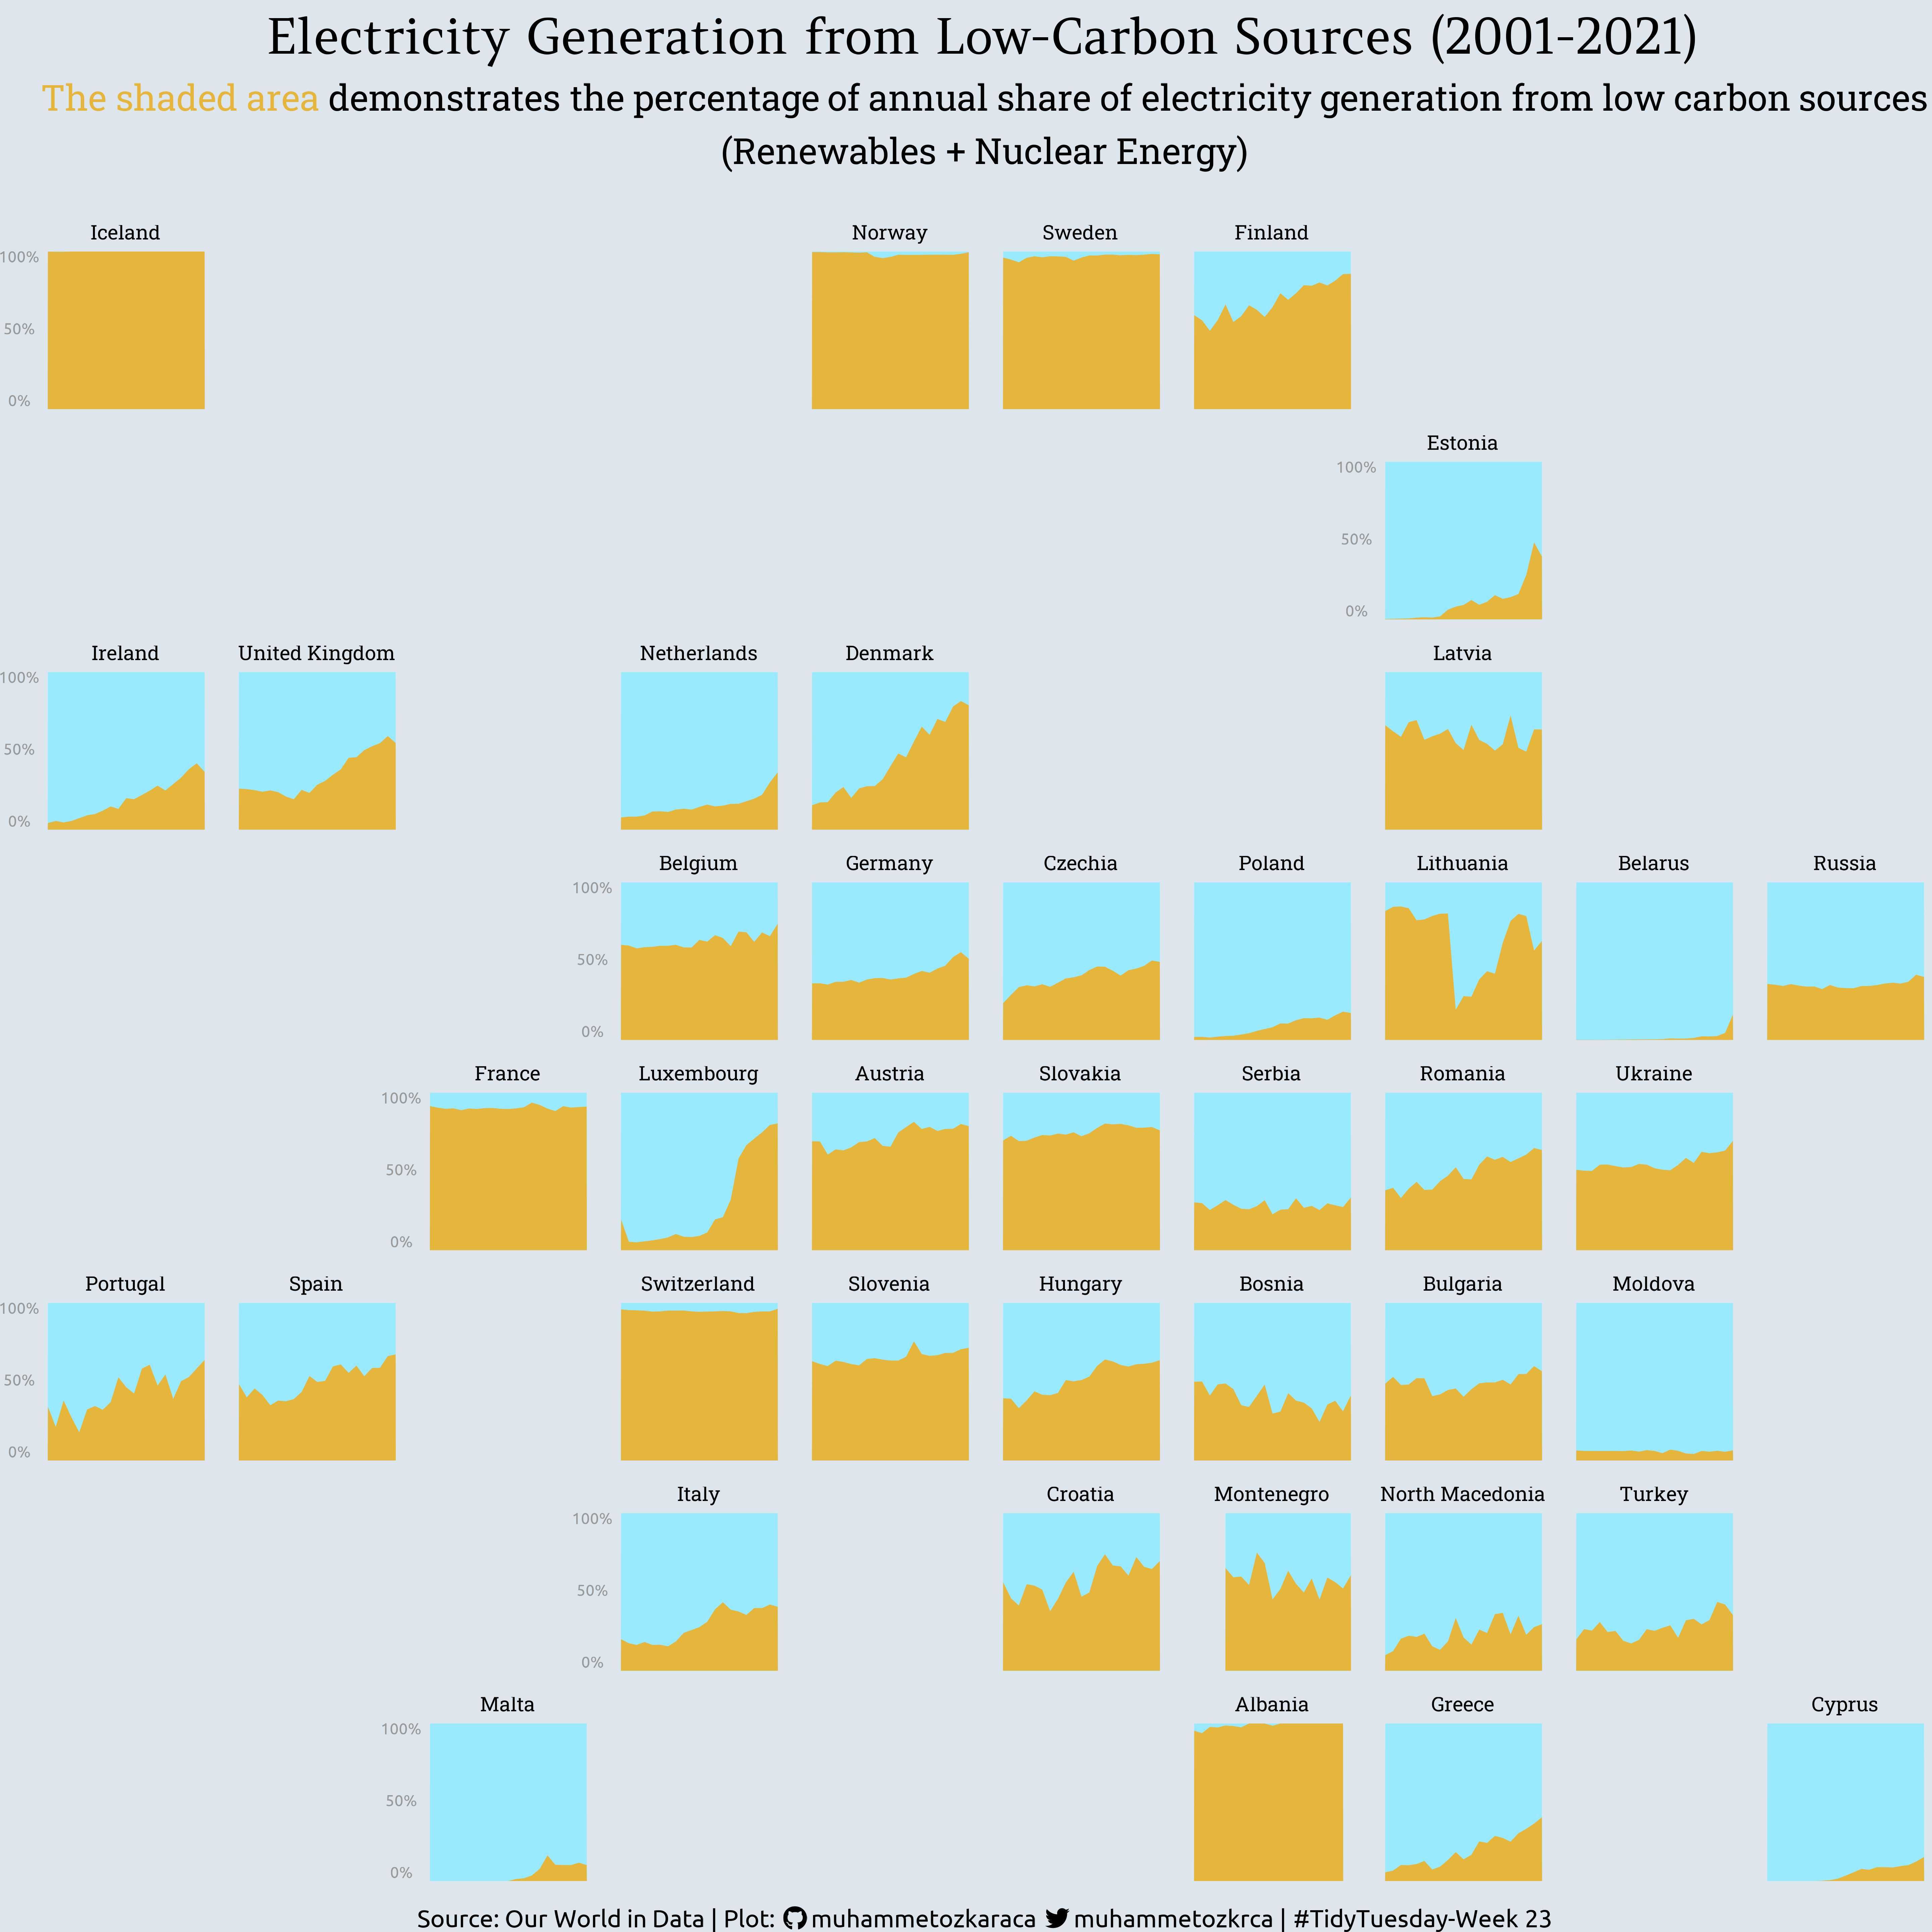 Electricity Generation from Low-Carbon Sources (2001-2021)
The shaded area demonstrates the percentage of annual share of electricity generation from low carbon sources
(Renewables + Nuclear Energy)
Iceland Norway Sweden Finland
100%
50%
0%
Estonia
100%
50%
0%
Ireland United Kingdom Netherlands Denmark Latvia
100%
50%
0%
Belgium Germany Czechia Poland Lithuania Belarus Russia
100%
50%
0%
France Luxembourg Austria Slovakia Serbia Romania Ukraine
100%
50%
0%
Portugal Spain Switzerland Slovenia Hungary Bosnia Bulgaria Moldova
100%
50%
0%
Italy Croatia Montenegro North Macedonia Turkey
100%
50%
0%
Malta Albania Greece Cyprus
100%
50%
0%
Source: Our World in Data | Plot: muhammetozkaraca muhammetozkrca | #TidyTuesday-Week 23